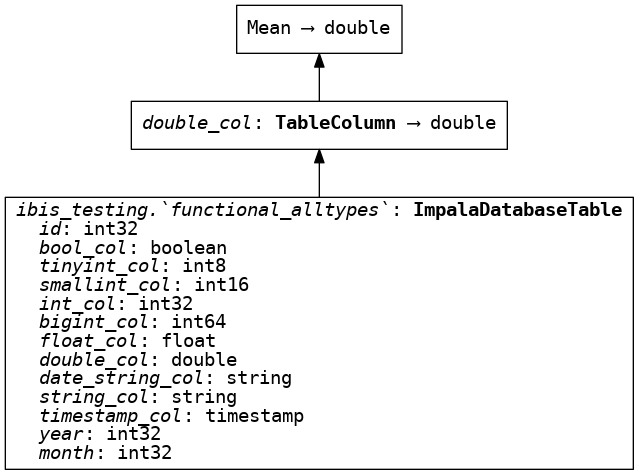 Mean → double
double_col: TableColumn → double
ibis_testing.`functional_alltypes`: ImpalaDatabaseTable
id: int32
bool_col: boolean
tinyint_col: int8
smallint_col: int16
int_col: int32
bigint_col: int64
float_col: float
double_col: double
date_string_col: string
string_col: string
timestamp_col: timestamp
year: int32
month: int32